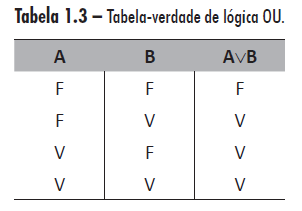 Tabela 1.3 – Tabela-verdade de lógica OU.
A B A∨B
F F F
F V V
V F V
V V V